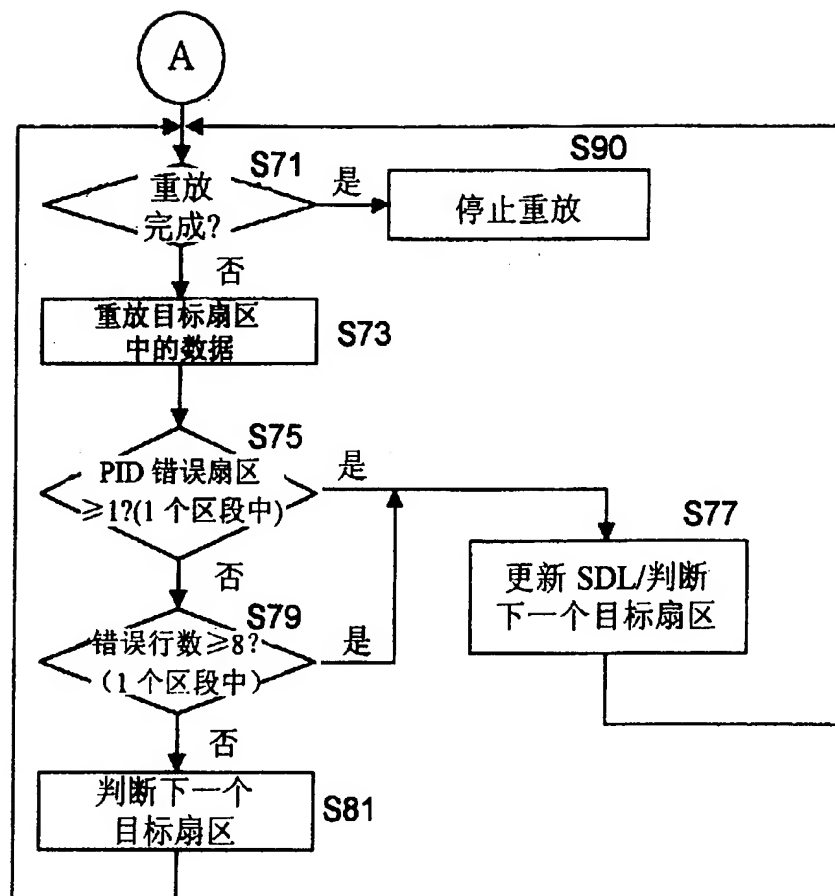 A
S71
重放
完成?
是
S90
停止重放
否
重放目标扇区
中的数据
S73
S75
PID 错误扇区
≥1?(1 个区段中)
是
S77
更新 SDL/判断
下一个目标扇区
否
S79
错误行数≥8?
(1 个区段中)
是
否
判断下一个
目标扇区
S81